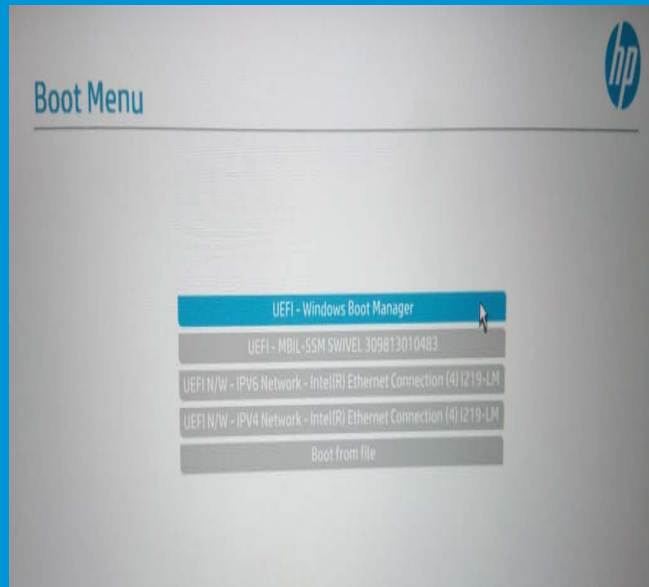 hp
Boot Menu
UEFI - Windows Boot Manager
UEFI - MBIL-SSM SWIVEL 309813010483
UEFI N/W - IPV6 Network - Intel(R) Ethernet Connection (4) I219-LM
UEFI N/W - IPV4 Network - Intel(R) Ethernet Connection (4) I219-LM
Boot from file